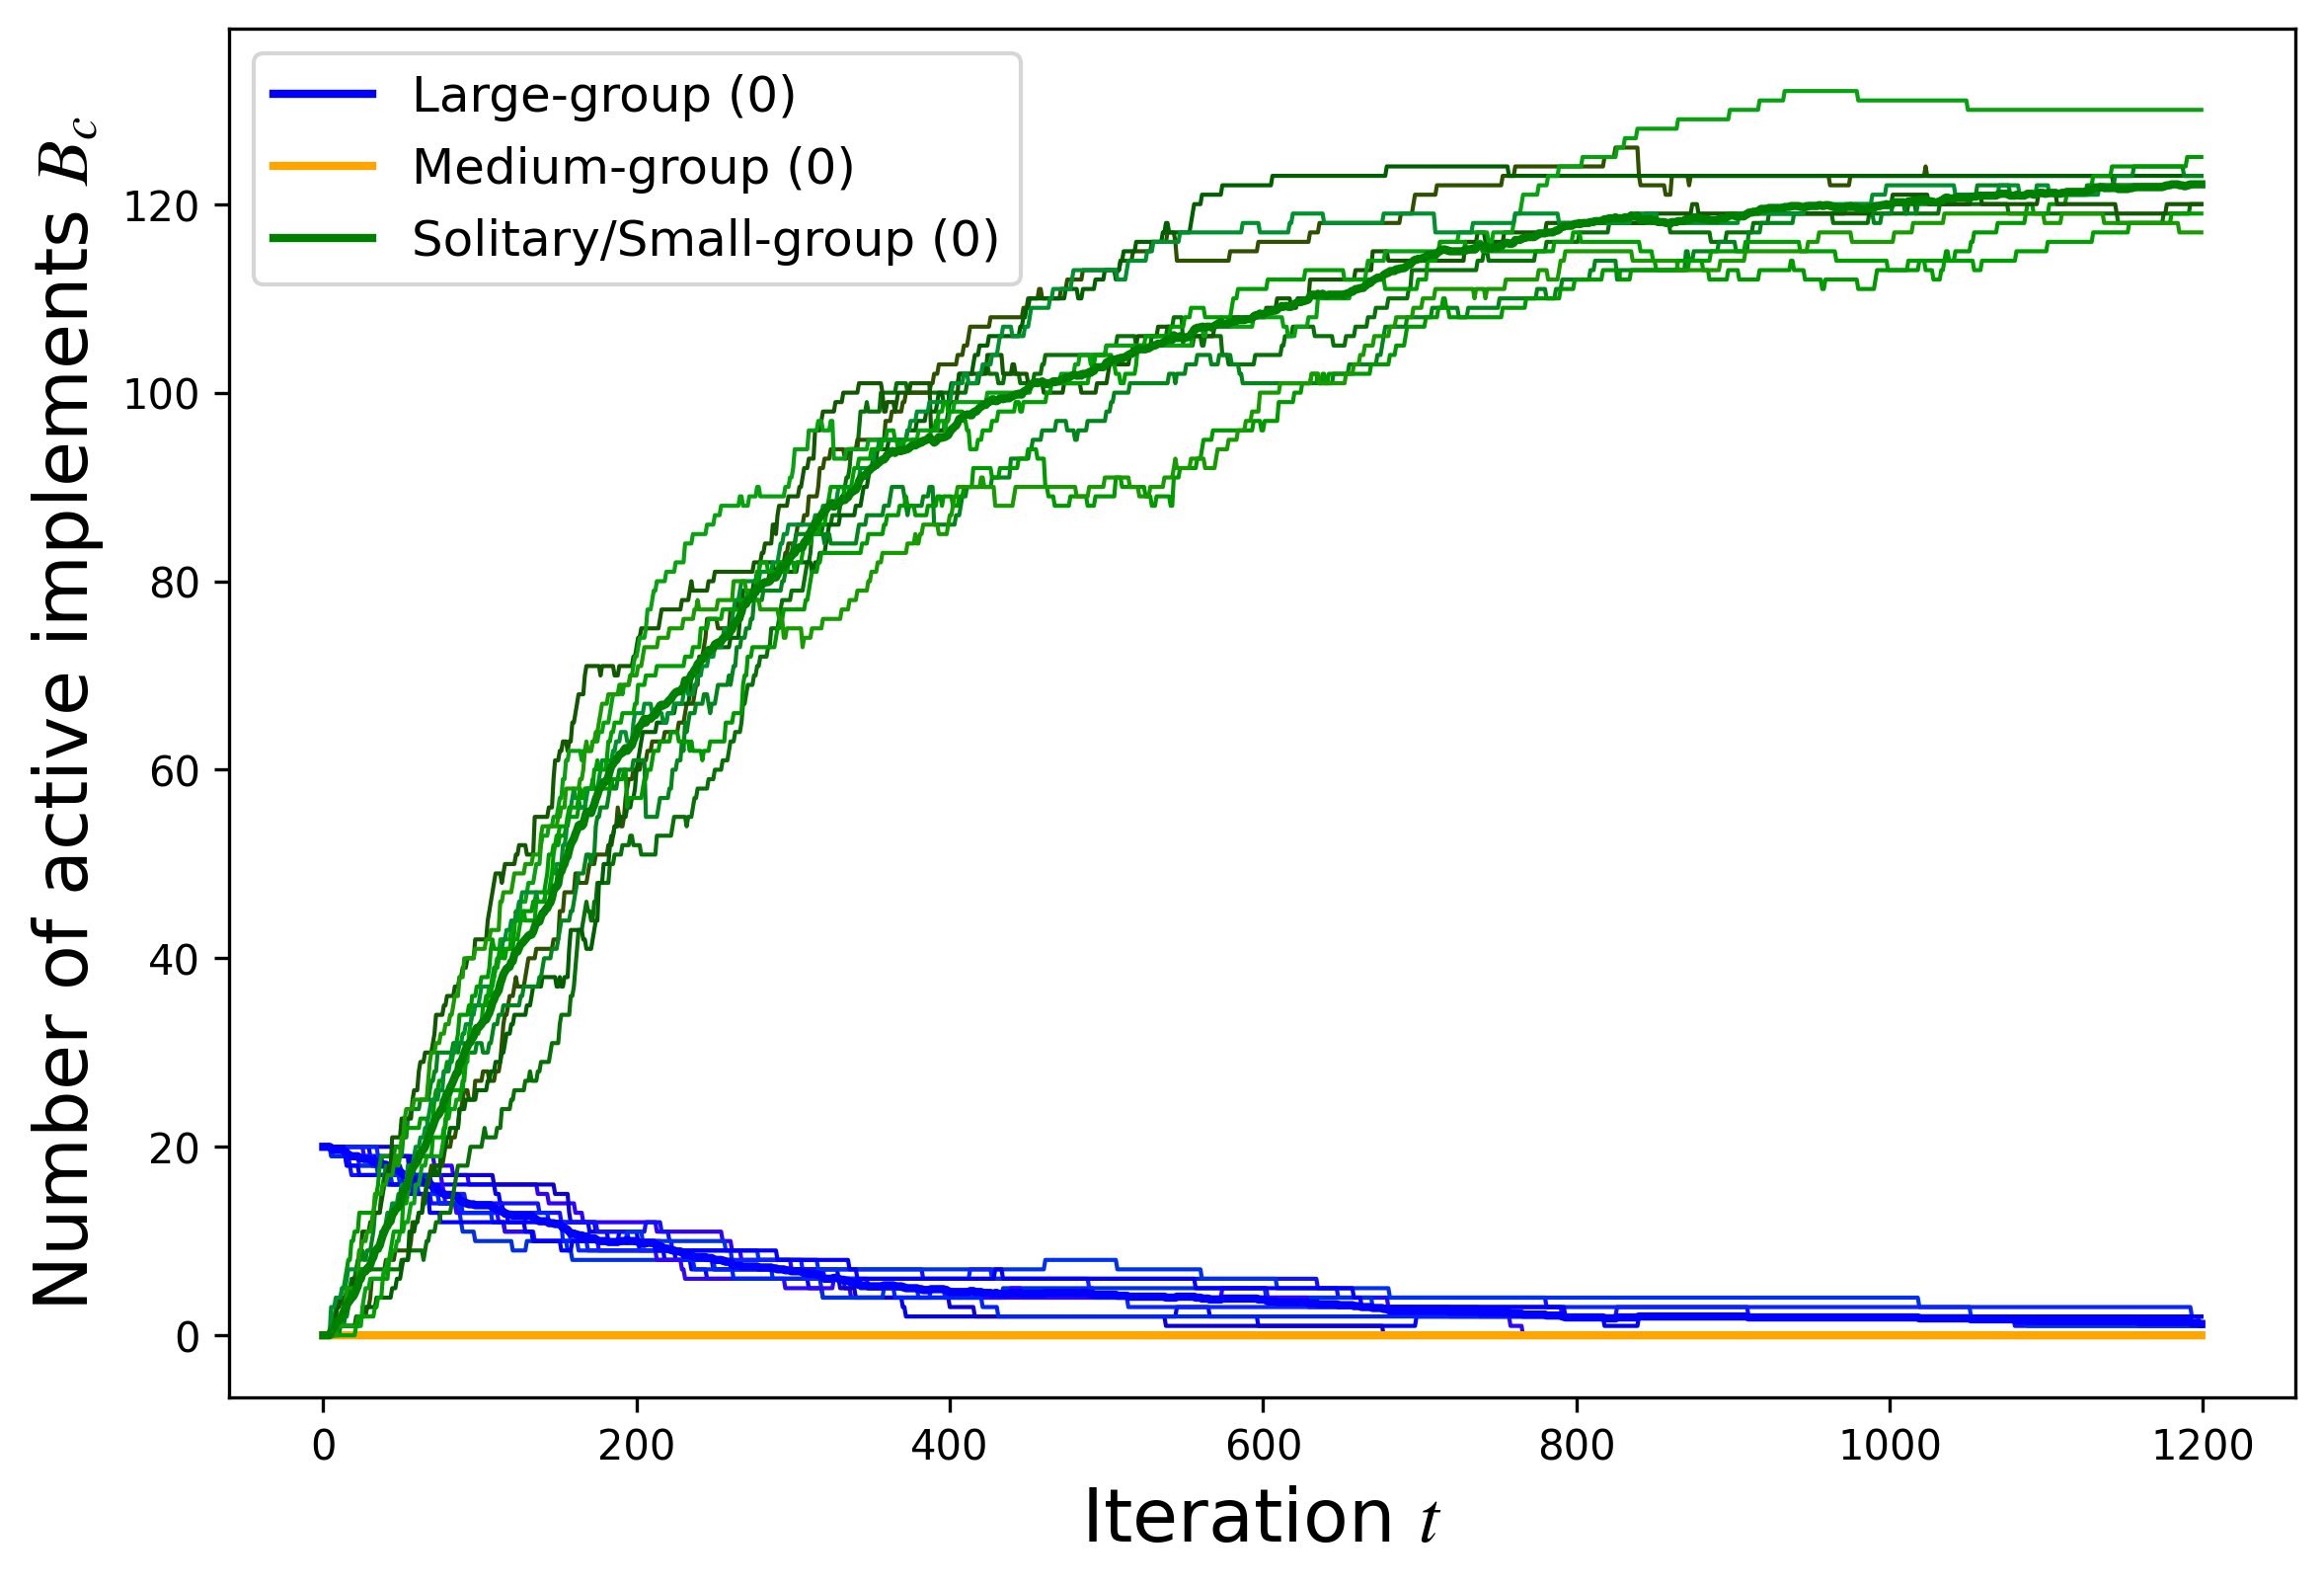 Large-group (0)
Medium-group (0)
Solitary/Small-group (0)
Number of active implements B_c
120
100
80
60
40
20
0
0 200 400 600 800 1000 1200
Iteration t